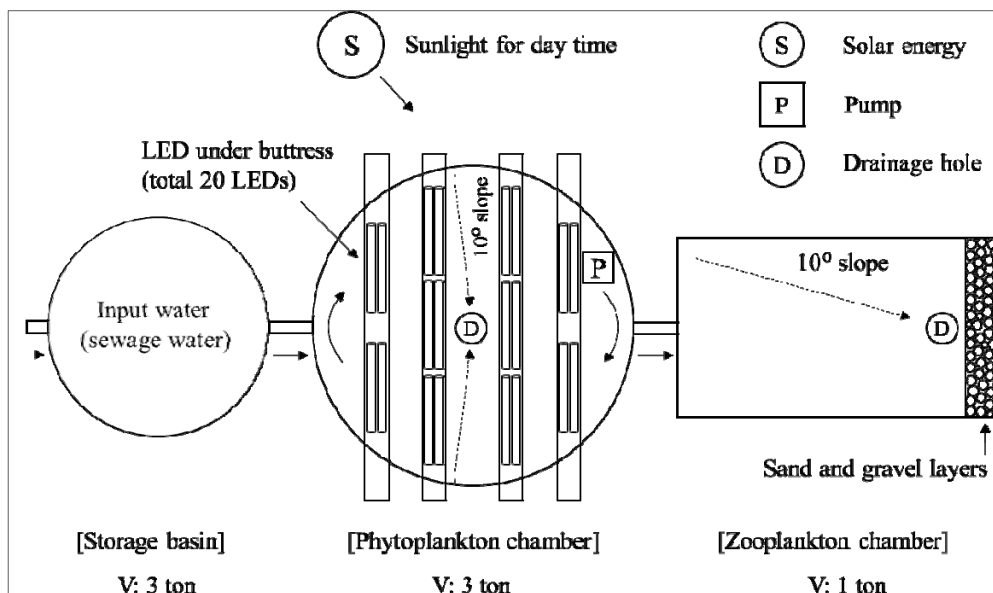 S
Sunlight for day time
S
Solar energy
P
Pump
D
Drainage hole
LED under buttress
(total 20 LEDs)
10° slope
P
D
Input water
(sewage water)
10° slope
D
Sand and gravel layers
[Storage basin]
[Phytoplankton chamber]
[Zooplankton chamber]
V: 3 ton
V: 3 ton
V: 1 ton